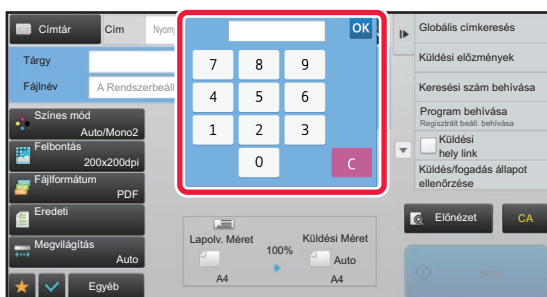 Címtár
Cím
OK
Globális címkeresés
Tárgy
Küldési előzmények
Fájlnév
A Rendszerbeáll
Keresési szám behívása
7 8 9
4 5 6
1 2 3
0 C
Program behívása
Regisztrált beáll. behívása
Színes mód
Auto/Mono2
Küldési
hely link
Felbontás
200x200dpi
Küldés/fogadás állapot
ellenőrzése
Fájlformátum
PDF
Eredeti
Előnézet
CA
Megvilágítás
Auto
Lapolv. Méret
100%
Küldési Méret
Auto
A4
A4
Start
Egyéb